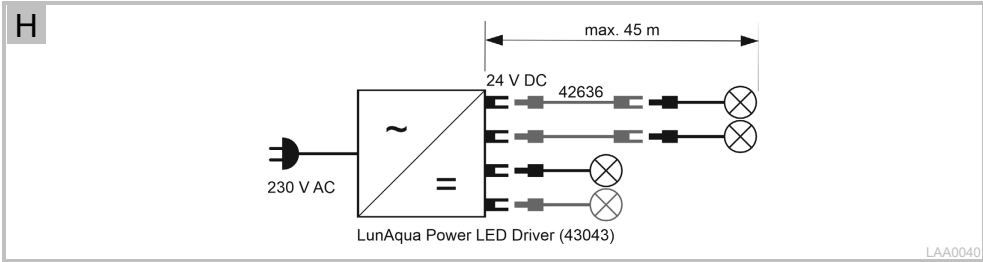 H
max. 45 m
24 V DC
42636
~
=
230 V AC
LunAqua Power LED Driver (43043)
LAA0040